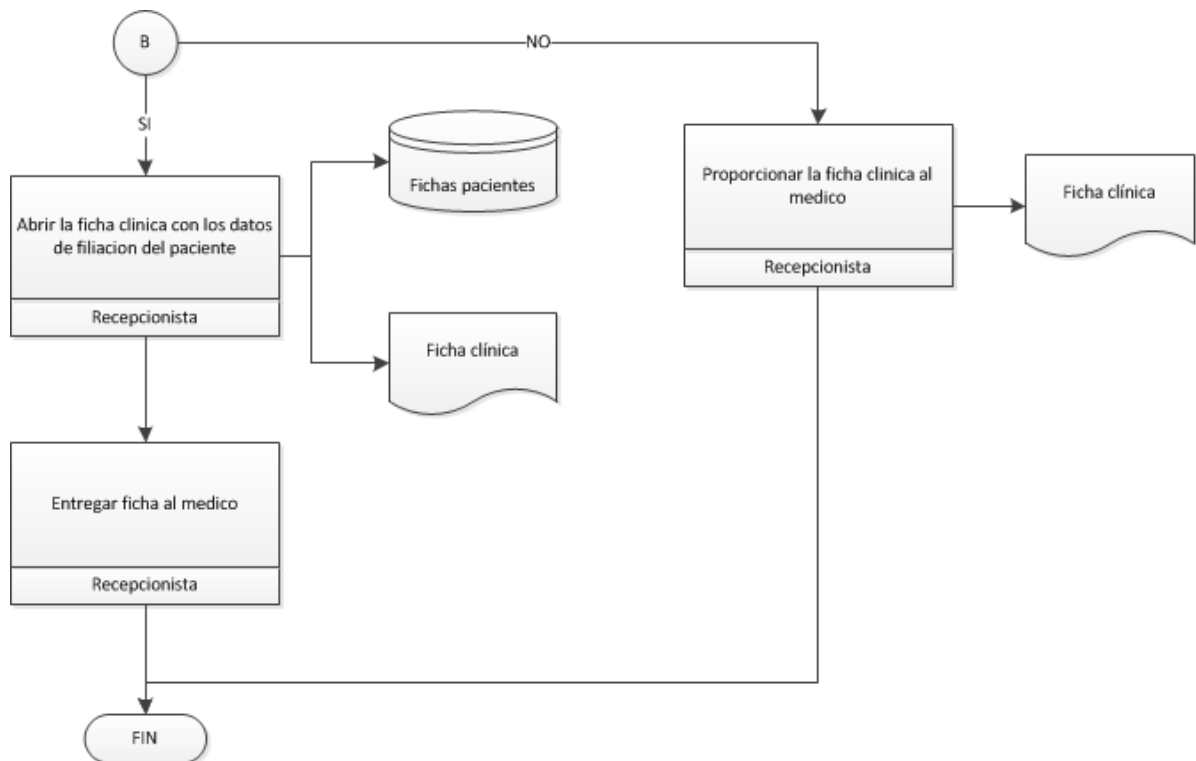 B
NO
SI
Fichas pacientes
Proporcionar la ficha clinica al
medico
Recepcionista
Ficha clínica
Abrir la ficha clinica con los datos
de filiacion del paciente
Recepcionista
Ficha clínica
Entregar ficha al medico
Recepcionista
FIN